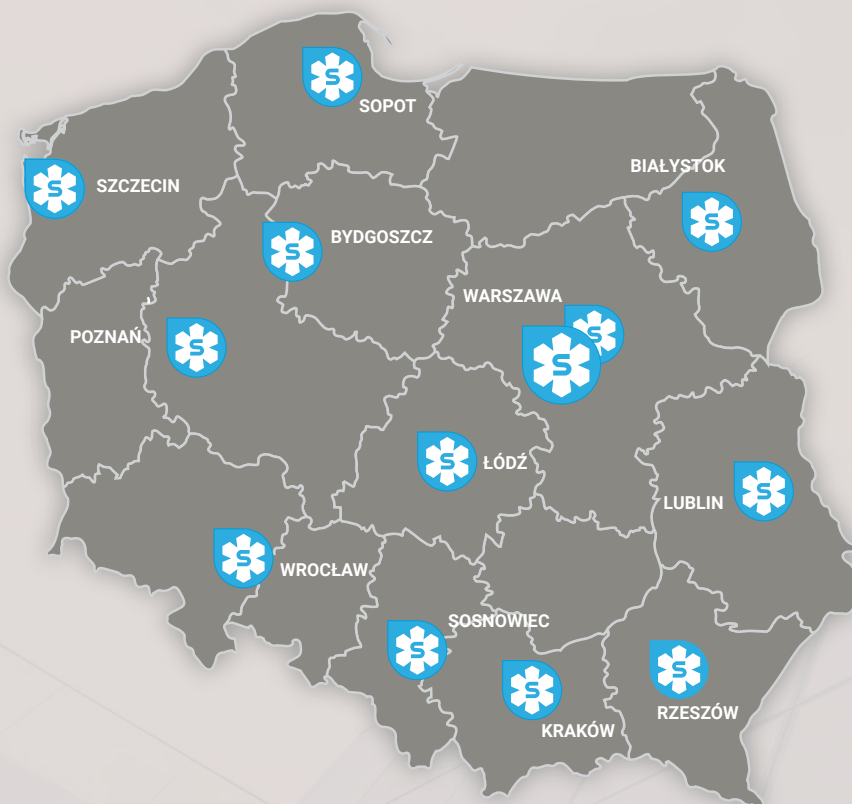 SOPOT
BIAŁYSTOK
SZCZECIN
BYDGOSZCZ
WARSZAWA
POZNAŃ
ŁÓDŹ
LUBLIN
WROCŁAW
SOSNOWIEC
RZESZÓW
KRAKÓW